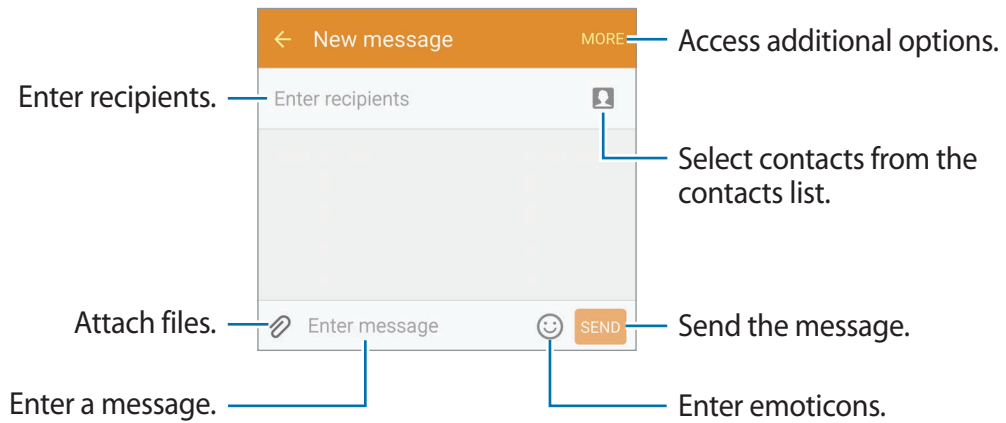 New message
MORE
Access additional options.
Enter recipients.
Enter recipients
Select contacts from the
contacts list.
Attach files.
Enter message
SEND
Send the message.
Enter a message.
Enter emoticons.